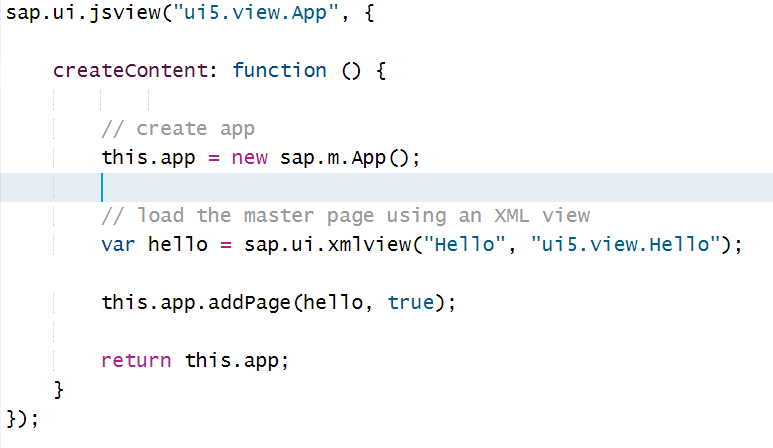 sap.ui.jsview("ui5.view.App", {
createContent: function () {
// create app
this.app = new sap.m.App();
// load the master page using an XML view
var hello = sap.ui.xmlview("Hello", "ui5.view.Hello");
this.app.addPage(hello, true);
return this.app;
}
});